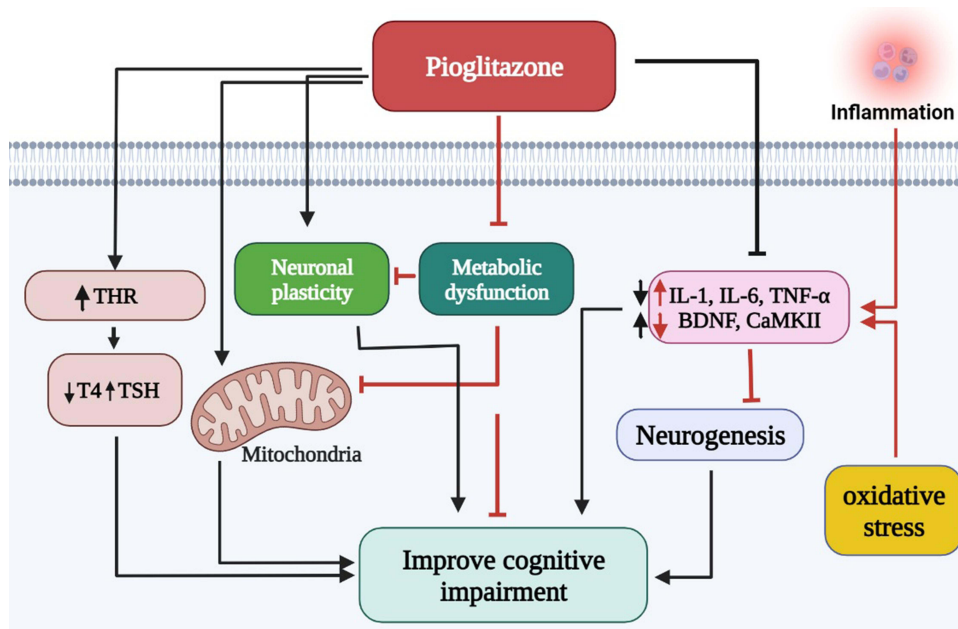 Pioglitazone
Inflammation
Neuronal
plasticity
Metabolic
dysfunction
↑THR
IL-1, IL-6, TNF-α
BDNF, CaMKII
↓T4↑TSH
Mitochondria
Neurogenesis
oxidative
stress
Improve cognitive
impairment